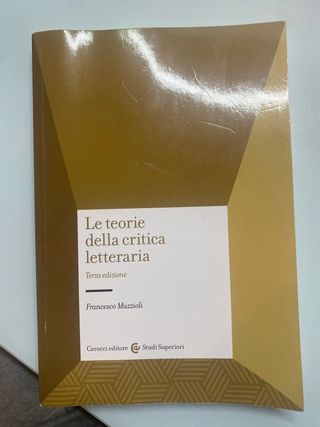 Le teorie
della critica
letteraria
Terza edizione
Francesco Muzzioli
Carocci editore @ Studi Superiori